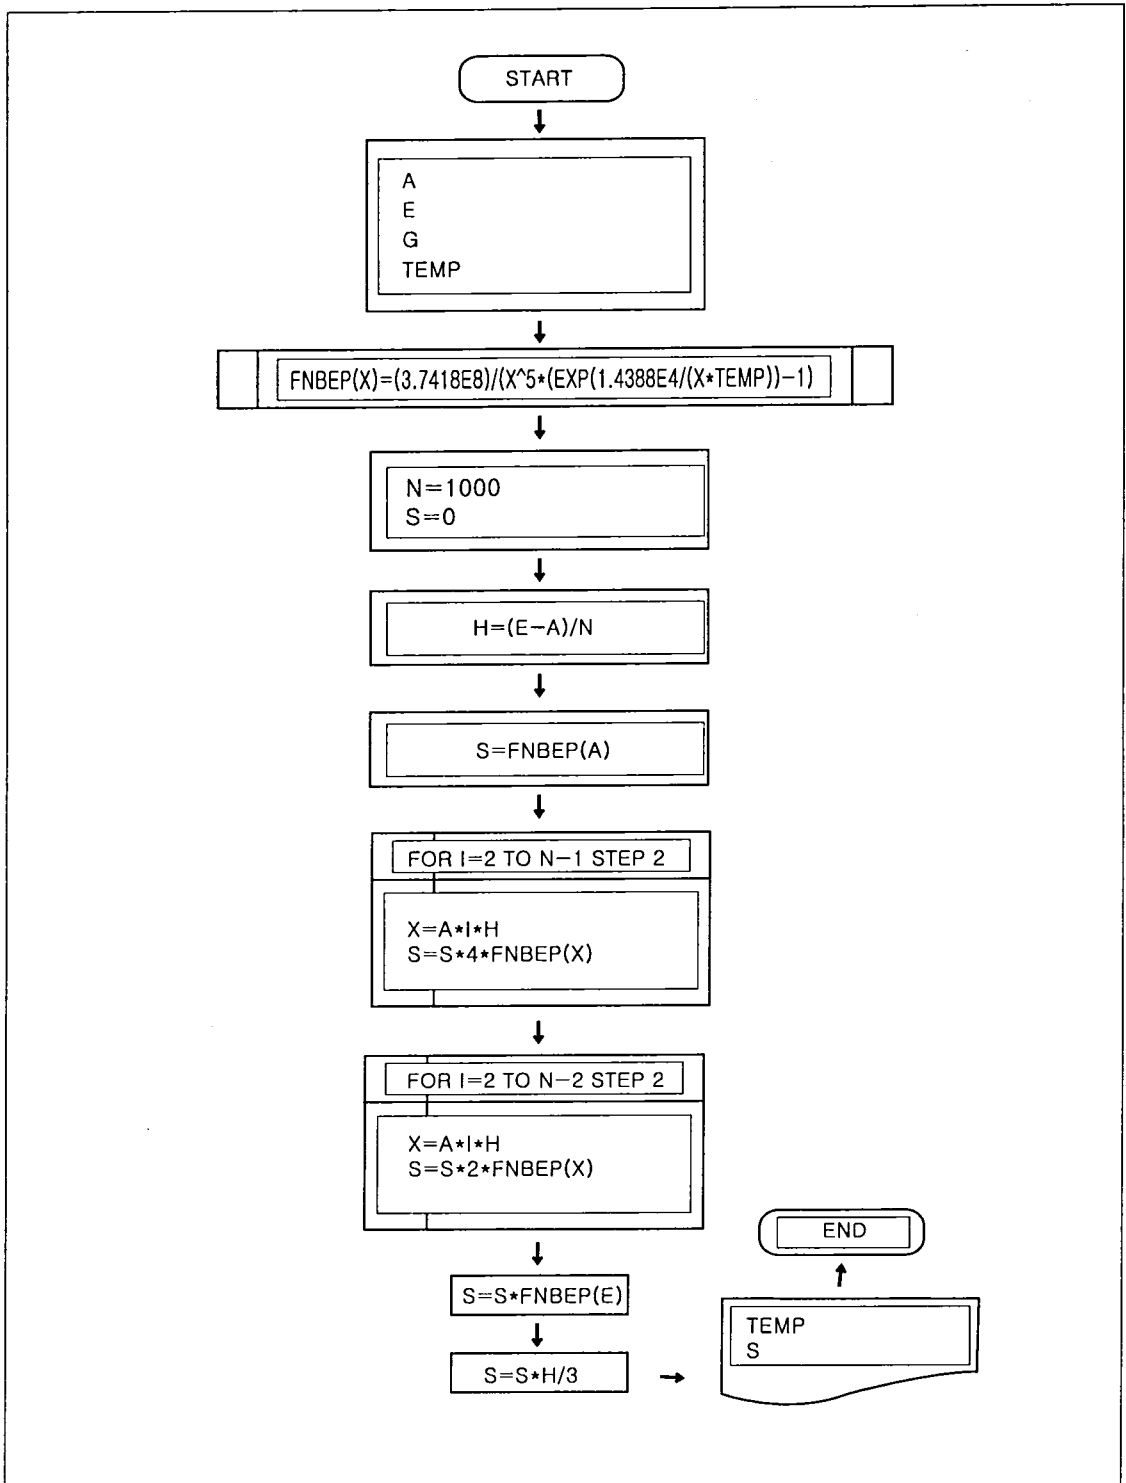 START
A
E
G
TEMP
FNBEP(X)=(3.7418E8)/(X^5*(EXP(1.4388E4/(X*TEMP))-1)
N=1000
S=0
H=(E-A)/N
S=FNBEP(A)
FOR I=2 TO N-1 STEP 2
X=A*I*H
S=S*4*FNBEP(X)
FOR I=2 TO N-2 STEP 2
X=A*I*H
S=S*2*FNBEP(X)
S=S*FNBEP(E)
S=S*H/3
TEMP
S
END